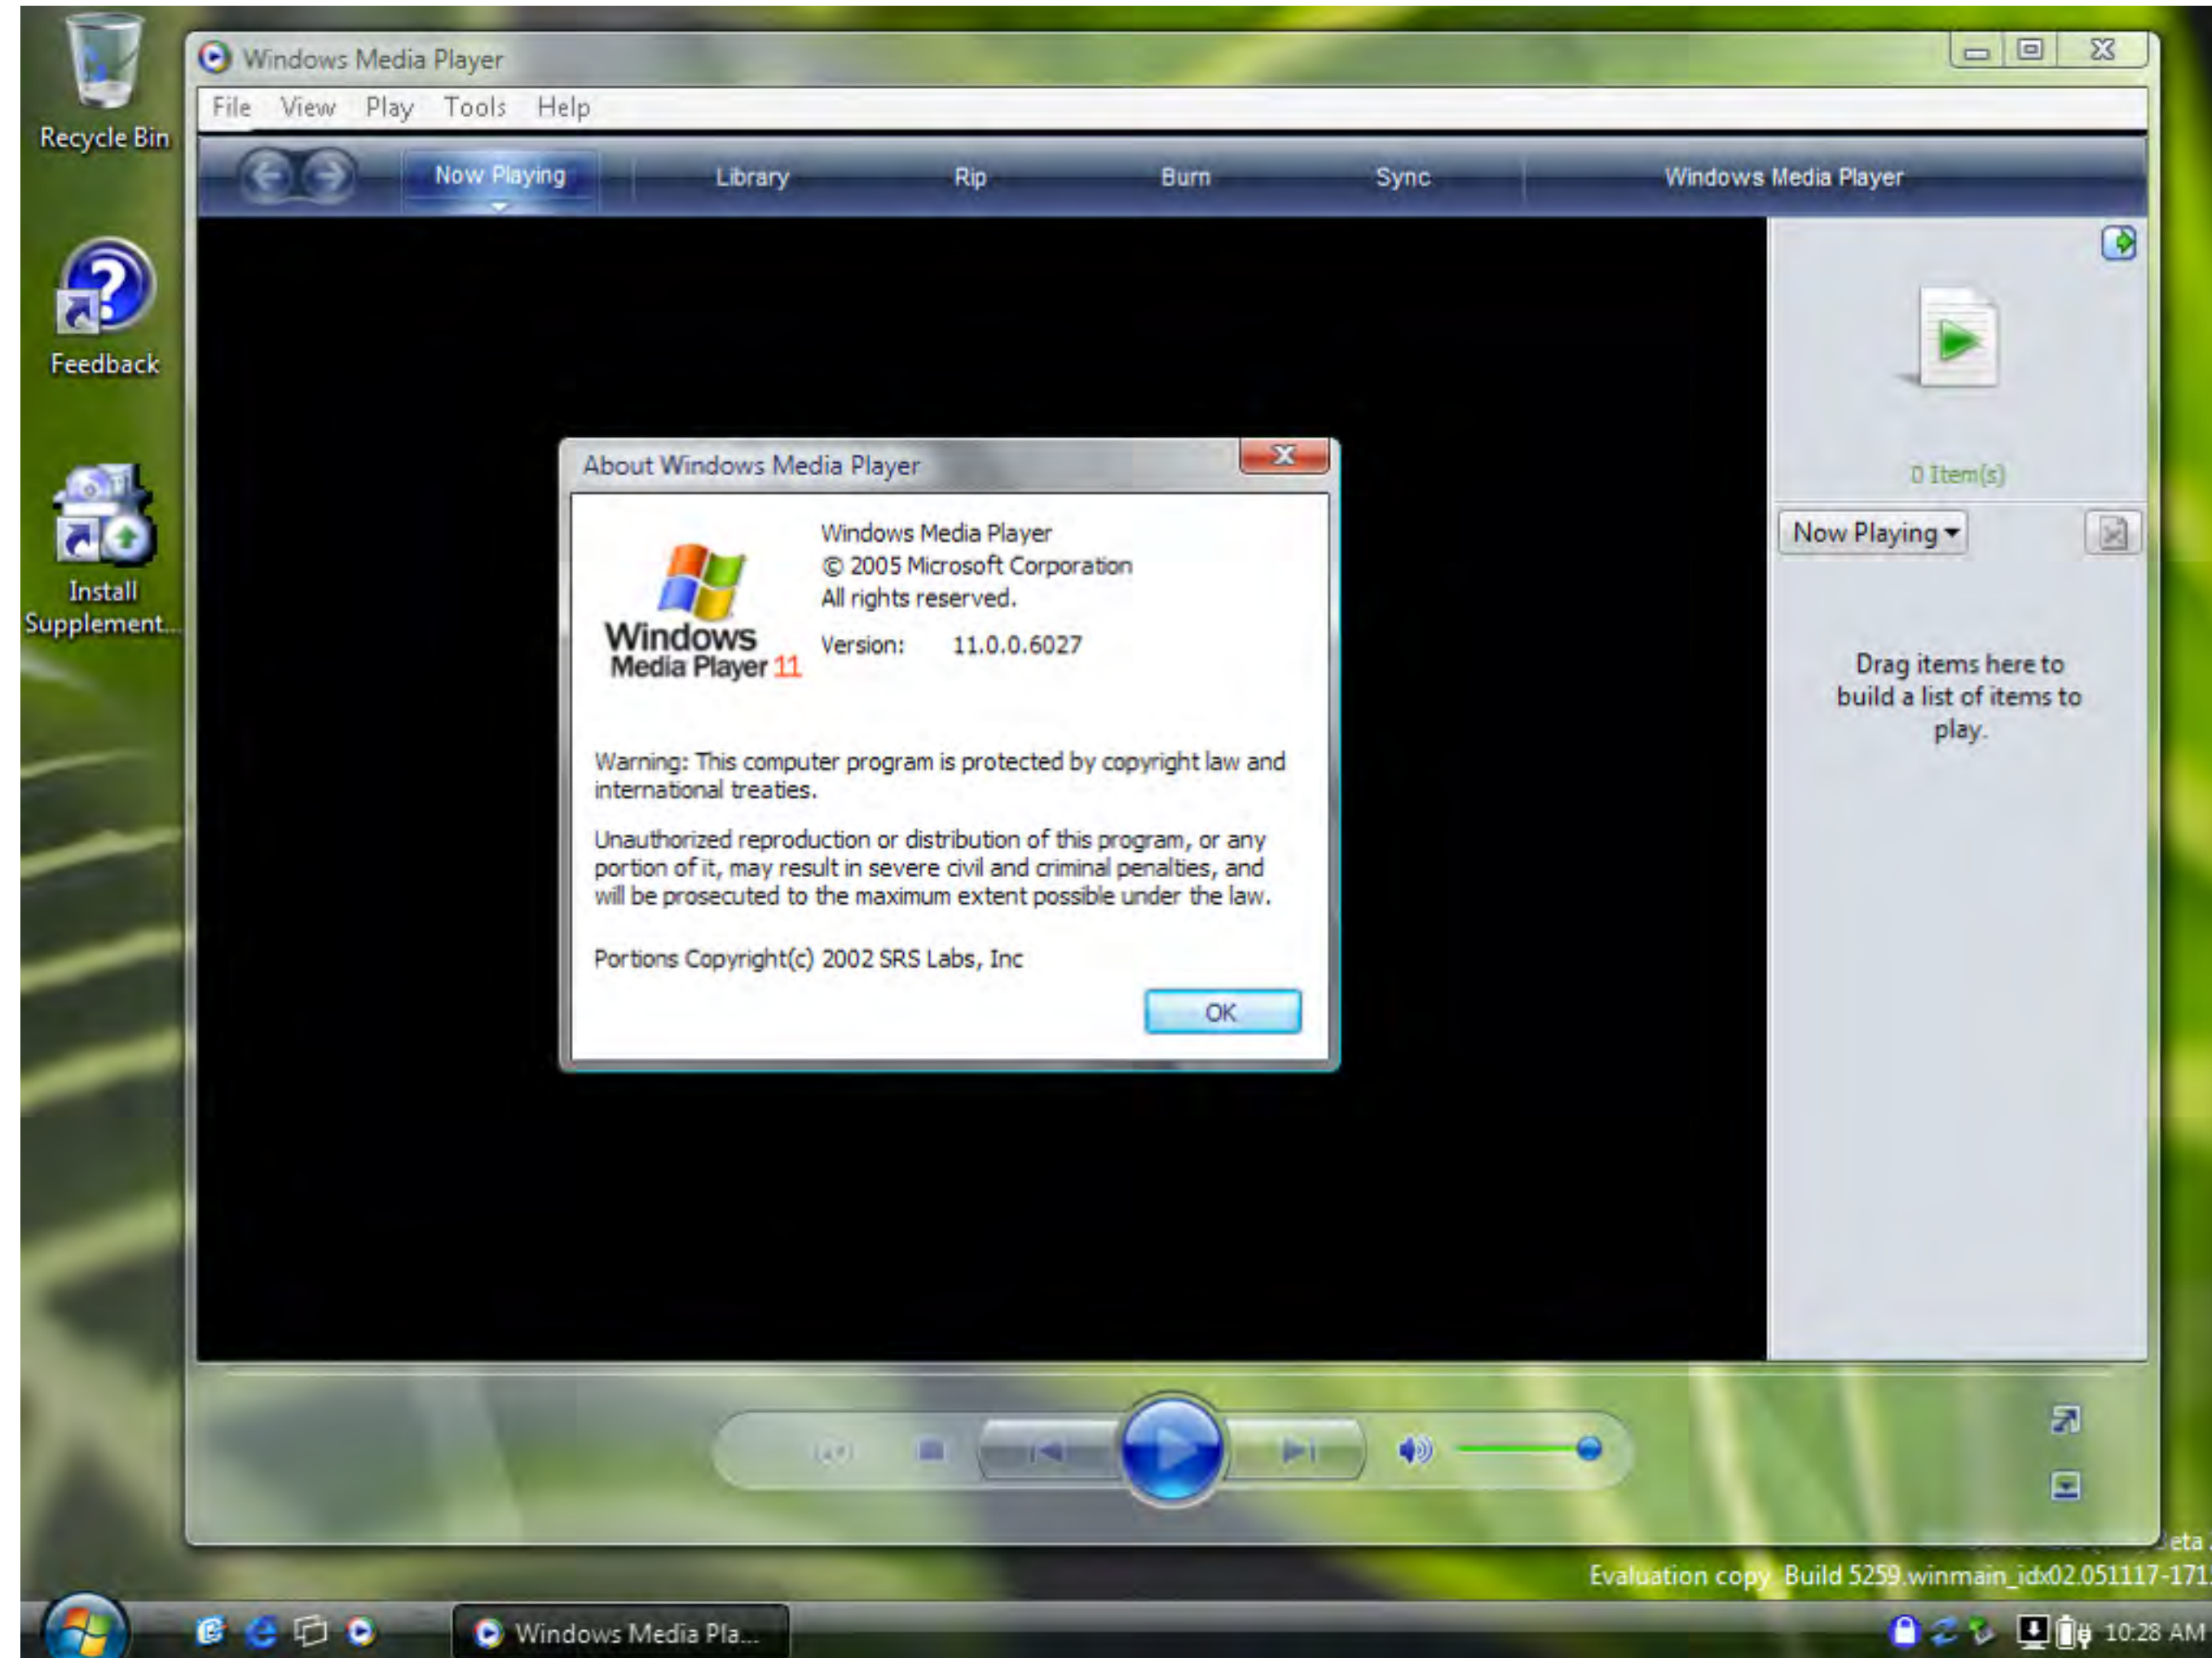 Recycle Bin
Feedback
Install
Supplement...
Windows Media Player
File View Play Tools Help
Now Playing Library Rip Burn Sync Windows Media Player
About Windows Media Player
Windows
Media Player 11
Windows Media Player
© 2005 Microsoft Corporation
All rights reserved.
Version: 11.0.0.6027
Warning: This computer program is protected by copyright law and
international treaties.
Unauthorized reproduction or distribution of this program, or any
portion of it, may result in severe civil and criminal penalties, and
will be prosecuted to the maximum extent possible under the law.
Portions Copyright(c) 2002 SRS Labs, Inc
OK
0 Item(s)
Now Playing
Drag items here to
build a list of items to
play.
Evaluation copy. Build 5259.winmain_idx02.051117-171
Windows Media Pla...
10:28 AM